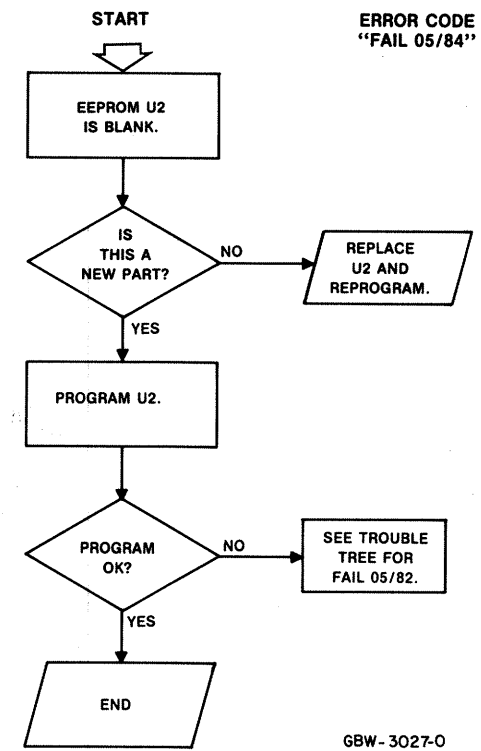 START
ERROR CODE
“FAIL 05/84”
EEPROM U2
IS BLANK.
IS
THIS A
NEW PART?
NO
REPLACE
U2 AND
REPROGRAM.
YES
PROGRAM U2.
PROGRAM
OK?
NO
SEE TROUBLE
TREE FOR
FAIL 05/82.
YES
END
GBW-3027-0